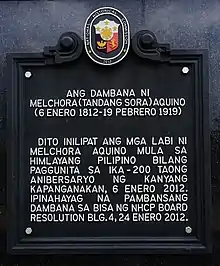 ANG DAMBANA NI
MELCHORA (TANDANG SORA) AQUINO
(6 ENERO 1812-19 PEBRERO 1919)
DITO INILIPAT ANG MGA LABI NI
MELCHORA AQUINO MULA SA
HIMLAYANG PILIPINO BILANG
PAGGUNITA SA IKA-200 TAONG
ANIBERSARYO NG KANYANG
KAPANGANAKAN, 6 ENERO 2012.
IPINAHAYAG NA PAMBANSANG
DAMBANA SA BISA NG NHCP BOARD
RESOLUTION BLG. 4, 24 ENERO 2012.